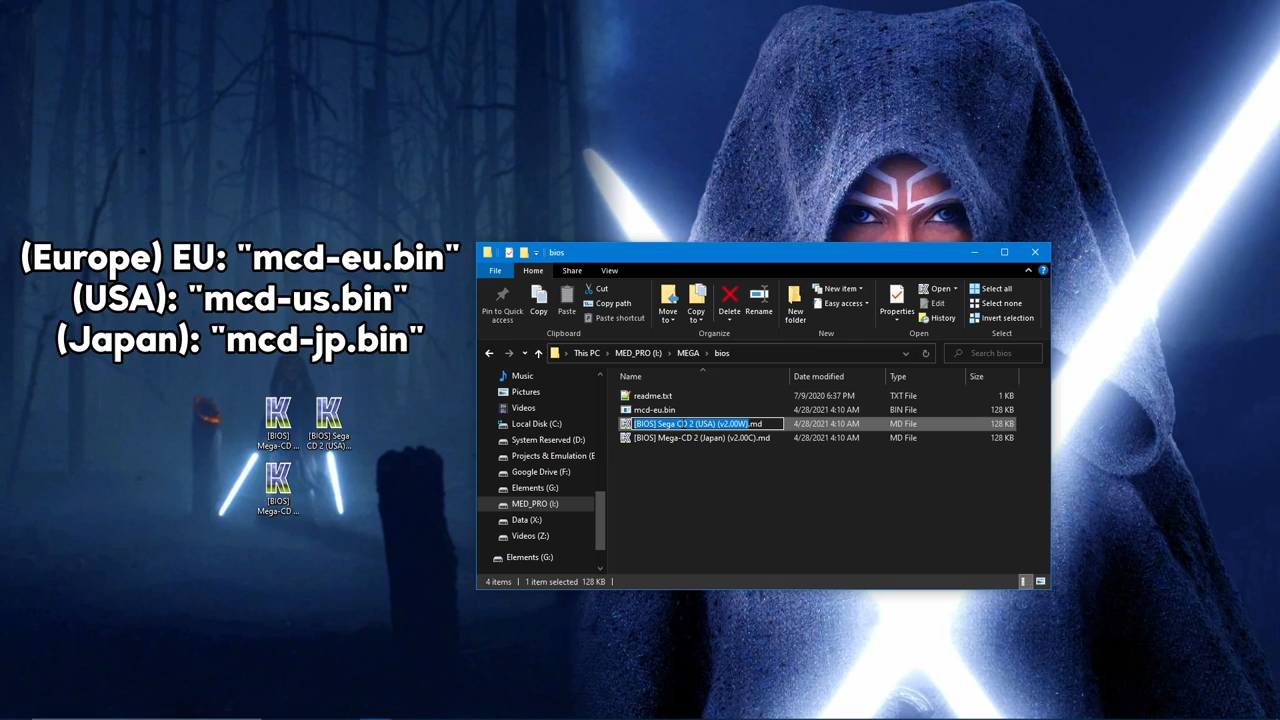 (Europe) EU: "mcd-eu.bin"
(USA): "mcd-us.bin"
(Japan): "mcd-jp.bin"
[BIOS] Mega-CD ...
[BIOS] Sega CD 2 (USA)...
[BIOS] Mega-CD ...
bios
File Home Share View
Pin to Quick access
Copy
Paste
Cut
Copy path
Paste shortcut
Clipboard
Move to
Copy to
Delete
Rename
Organize
New folder
New item
Easy access
New
Properties
Open
Edit
History
Open
Select all
Select none
Invert selection
Select
This PC > MED_PRO (I:) > MEGA > bios
Search bios
Music
Pictures
Videos
Local Disk (C:)
System Reserved (D:)
Projects & Emulation (E
Google Drive (F:)
Elements (G:)
MED_PRO (I:)
Data (X:)
Videos (Z:)
Elements (G:)
Name Date modified Type Size
readme.txt 7/9/2020 6:37 PM TXT File 1 KB
mcd-eu.bin 4/28/2021 4:10 AM BIN File 128 KB
[BIOS] Sega CD 2 (USA) (v2.00W).md 4/28/2021 4:10 AM MD File 128 KB
[BIOS] Mega-CD 2 (Japan) (v2.00C).md 4/28/2021 4:10 AM MD File 128 KB
4 items 1 item selected 128 KB